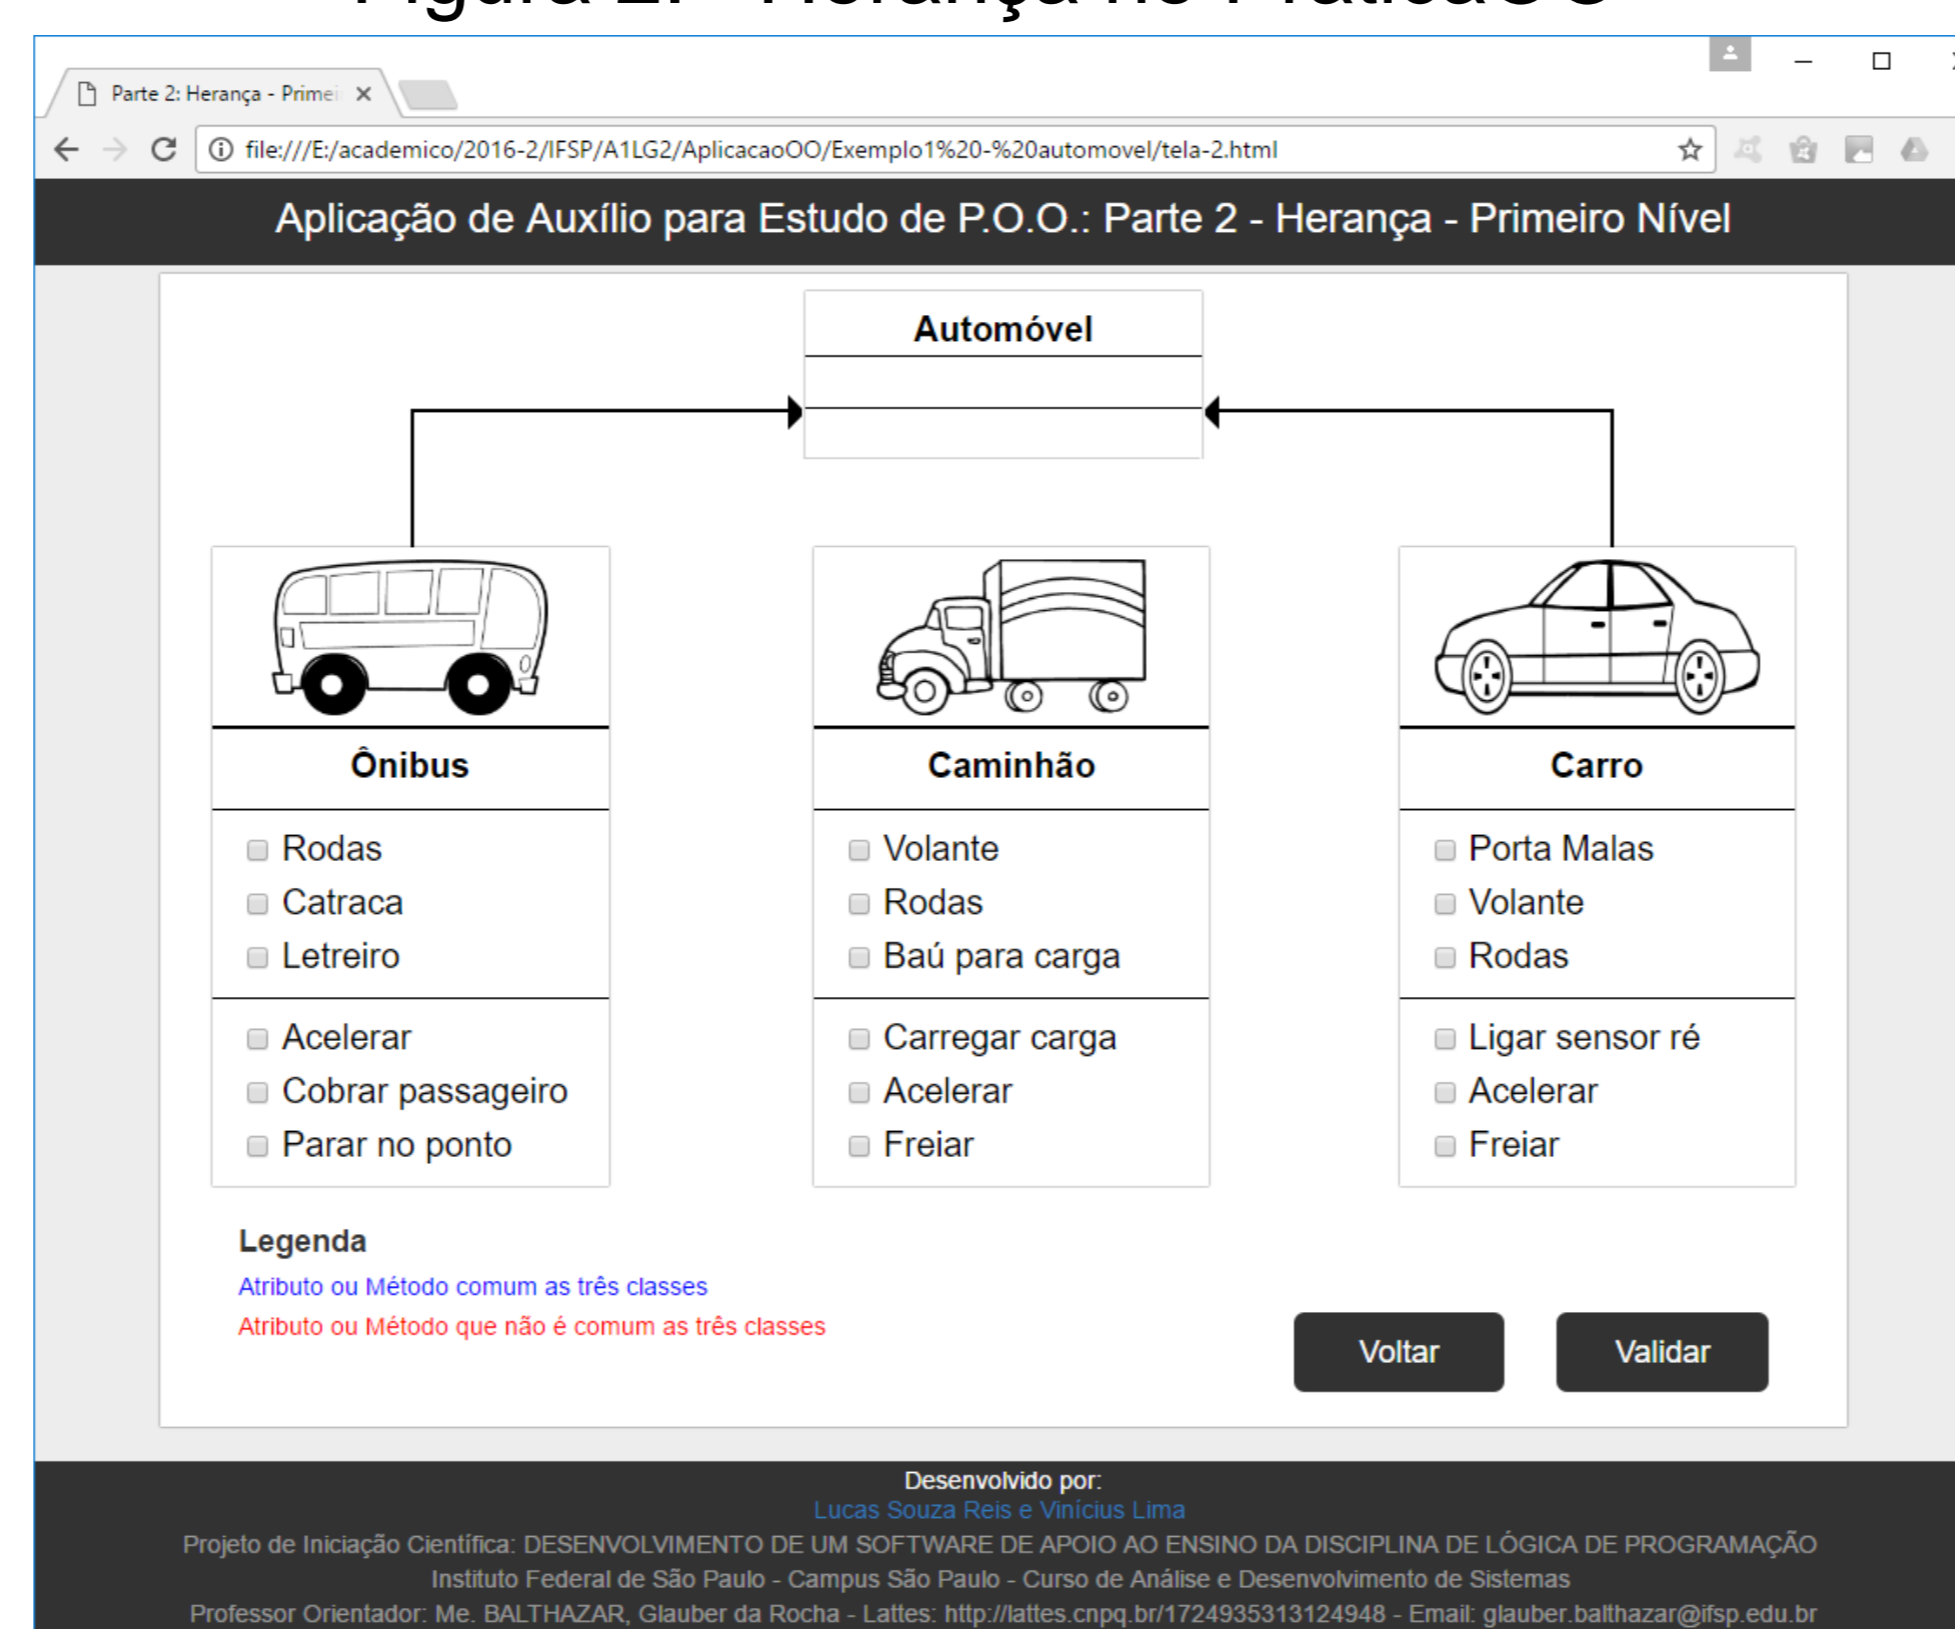 Parte 2: Herança - Primei
file:///E:/academico/2016-2/IFSP/A1LG2/AplicacaoOO/Exemplo1%20-%20automovel/tela-2.html
Aplicação de Auxílio para Estudo de P.O.O.: Parte 2 - Herança - Primeiro Nível
Automóvel
Ônibus
Rodas
Catraca
Letreiro
Acelerar
Cobrar passageiro
Parar no ponto
Caminhão
Volante
Rodas
Baú para carga
Carregar carga
Acelerar
Freiar
Carro
Porta Malas
Volante
Rodas
Ligar sensor ré
Acelerar
Freiar
Legenda
Atributo ou Método comum as três classes
Atributo ou Método que não é comum as três classes
Voltar
Validar
Desenvolvido por:
Lucas Souza Reis e Vinícius Lima
Projeto de Iniciação Científica: DESENVOLVIMENTO DE UM SOFTWARE DE APOIO AO ENSINO DA DISCIPLINA DE LÓGICA DE PROGRAMAÇÃO
Instituto Federal de São Paulo - Campus São Paulo - Curso de Análise e Desenvolvimento de Sistemas
Professor Orientador: Me. BALTHAZAR, Glauber da Rocha - Lattes: http://lattes.cnpq.br/1724935313124948 - Email: glauber.balthazar@ifsp.edu.br